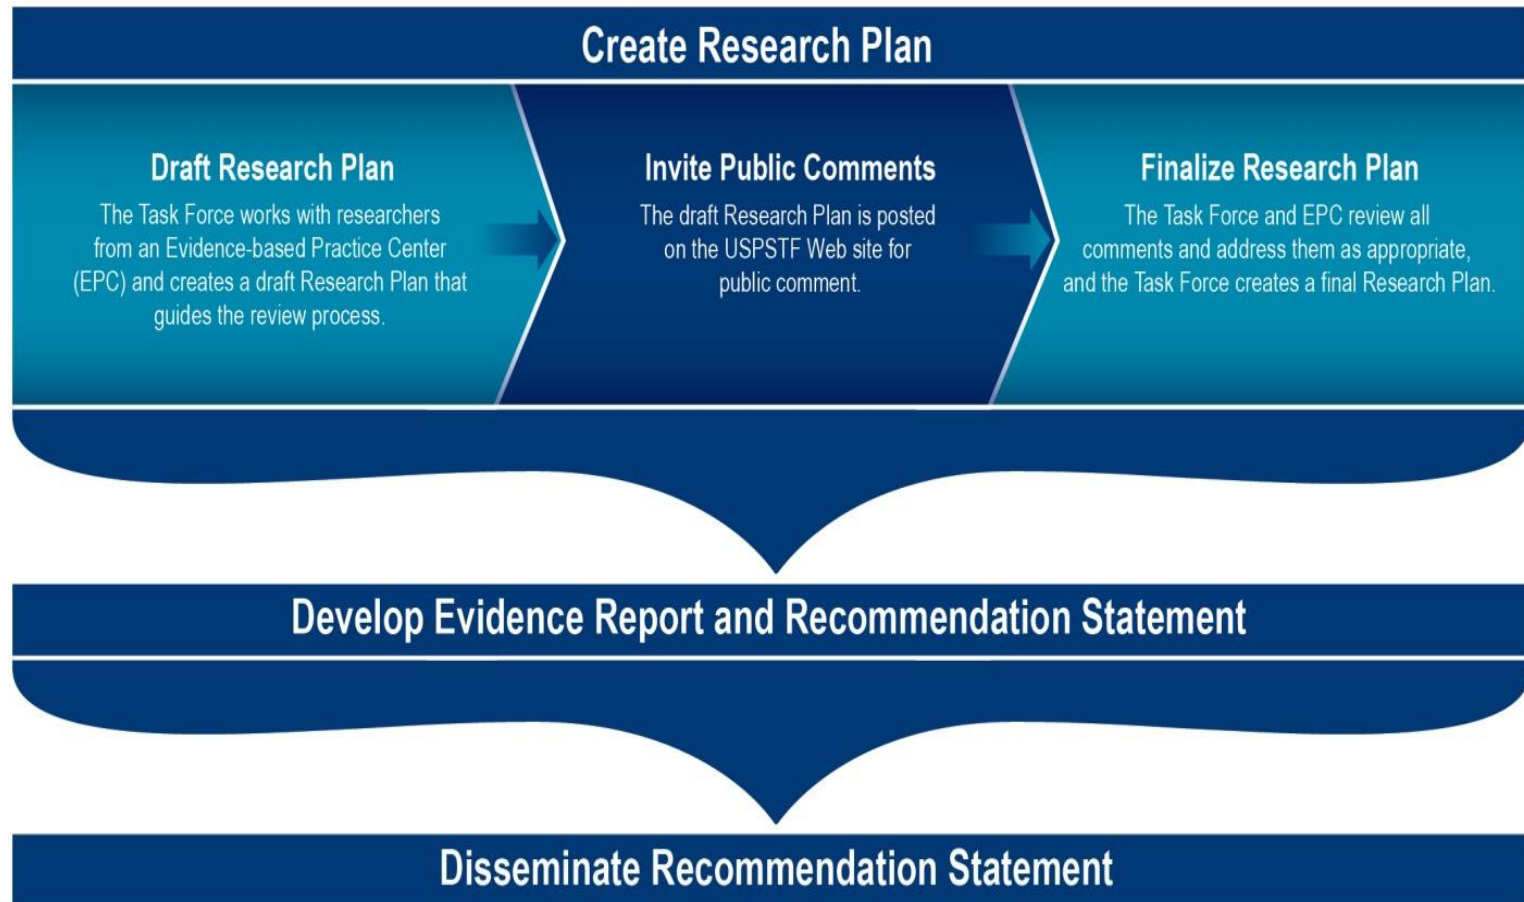 Create Research Plan
Draft Research Plan
The Task Force works with researchers
from an Evidence-based Practice Center
(EPC) and creates a draft Research Plan that
guides the review process.
Invite Public Comments
The draft Research Plan is posted
on the USPSTF Web site for
public comment.
Finalize Research Plan
The Task Force and EPC review all
comments and address them as appropriate,
and the Task Force creates a final Research Plan.
Develop Evidence Report and Recommendation Statement
Disseminate Recommendation Statement